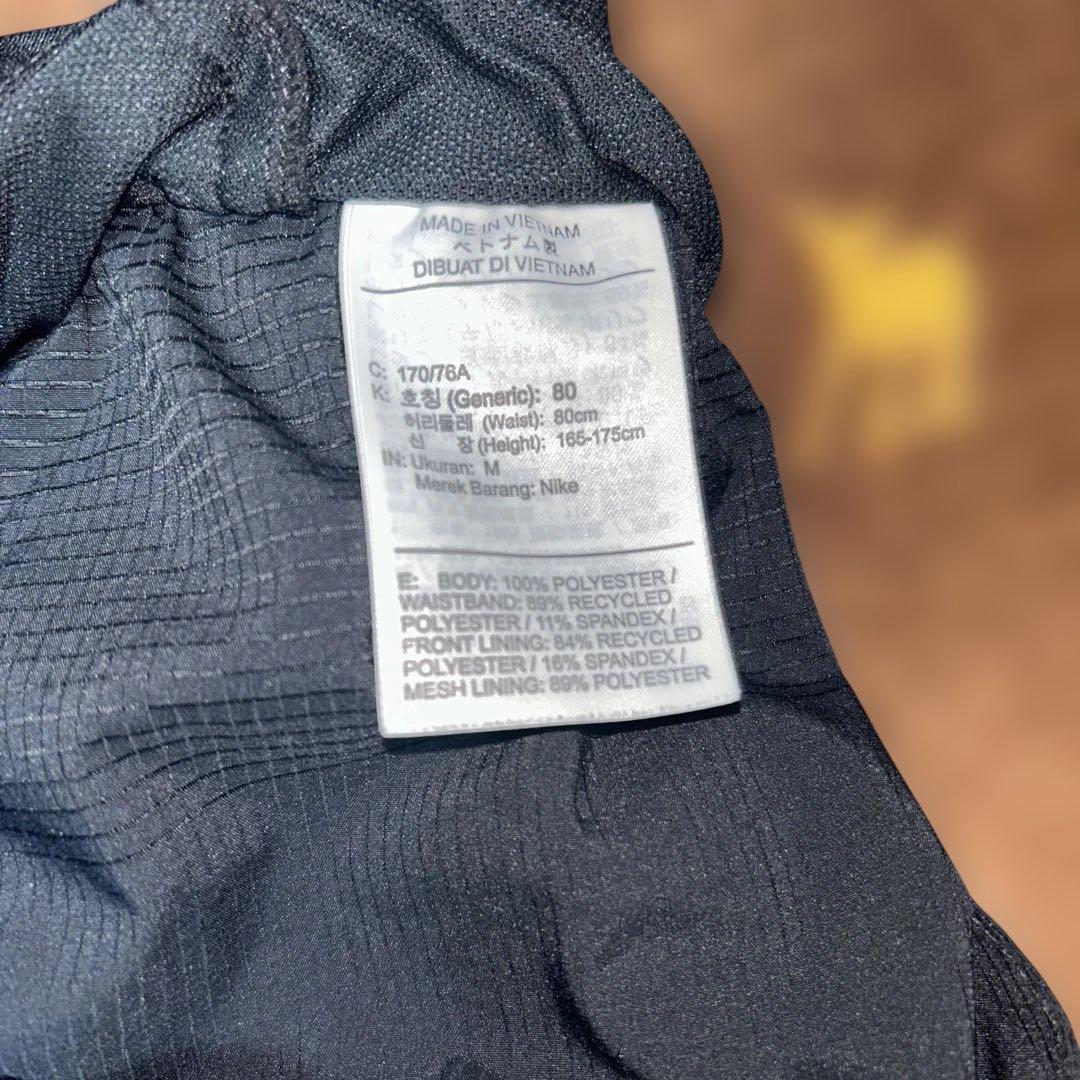 MADE IN VIETNAM
ベトナム製
DIBUAT DI VIETNAM
C: 170/76A
K: 호칭 (Generic): 80
허리둘레 (Waist): 80cm
신 장 (Height): 165-175cm
IN: Ukuran: M
Merek Barang: Nike
E: BODY: 100% POLYESTER /
WAISTBAND: 89% RECYCLED
POLYESTER / 11% SPANDEX /
FRONT LINING: 84% RECYCLED
POLYESTER / 16% SPANDEX /
MESH LINING: 89% POLYESTER